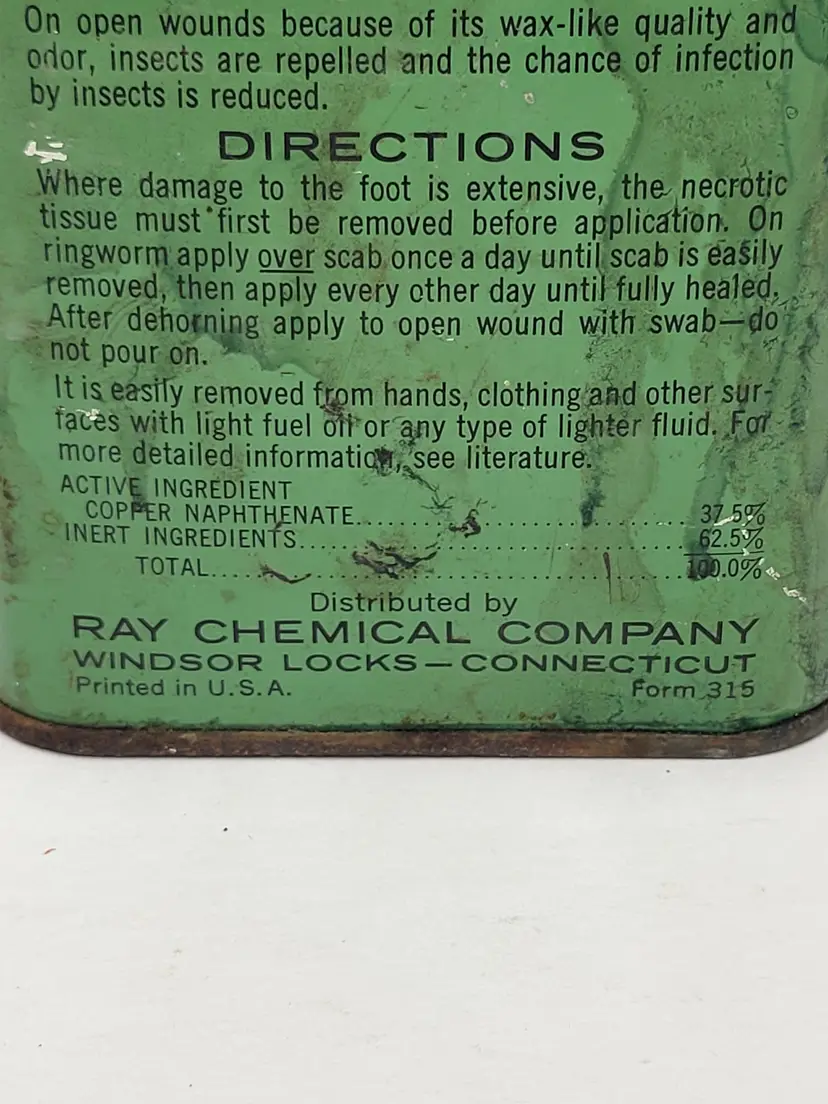 On open wounds because of its wax-like quality and
odor, insects are repelled and the chance of infection
by insects is reduced.
DIRECTIONS
Where damage to the foot is extensive, the necrotic
tissue must first be removed before application. On
ringworm apply over scab once a day until scab is easily
removed, then apply every other day until fully healed.
After dehorning apply to open wound with swab—do
not pour on.
It is easily removed from hands, clothing and other sur-
faces with light fuel oil or any type of lighter fluid. For
more detailed information, see literature.
ACTIVE INGREDIENT
COPPER NAPHTHENATE........................ 37.5%
INERT INGREDIENTS............................ 62.5%
TOTAL.................................... 100.0%
Distributed by
RAY CHEMICAL COMPANY
WINDSOR LOCKS—CONNECTICUT
Printed in U.S.A. Form 315